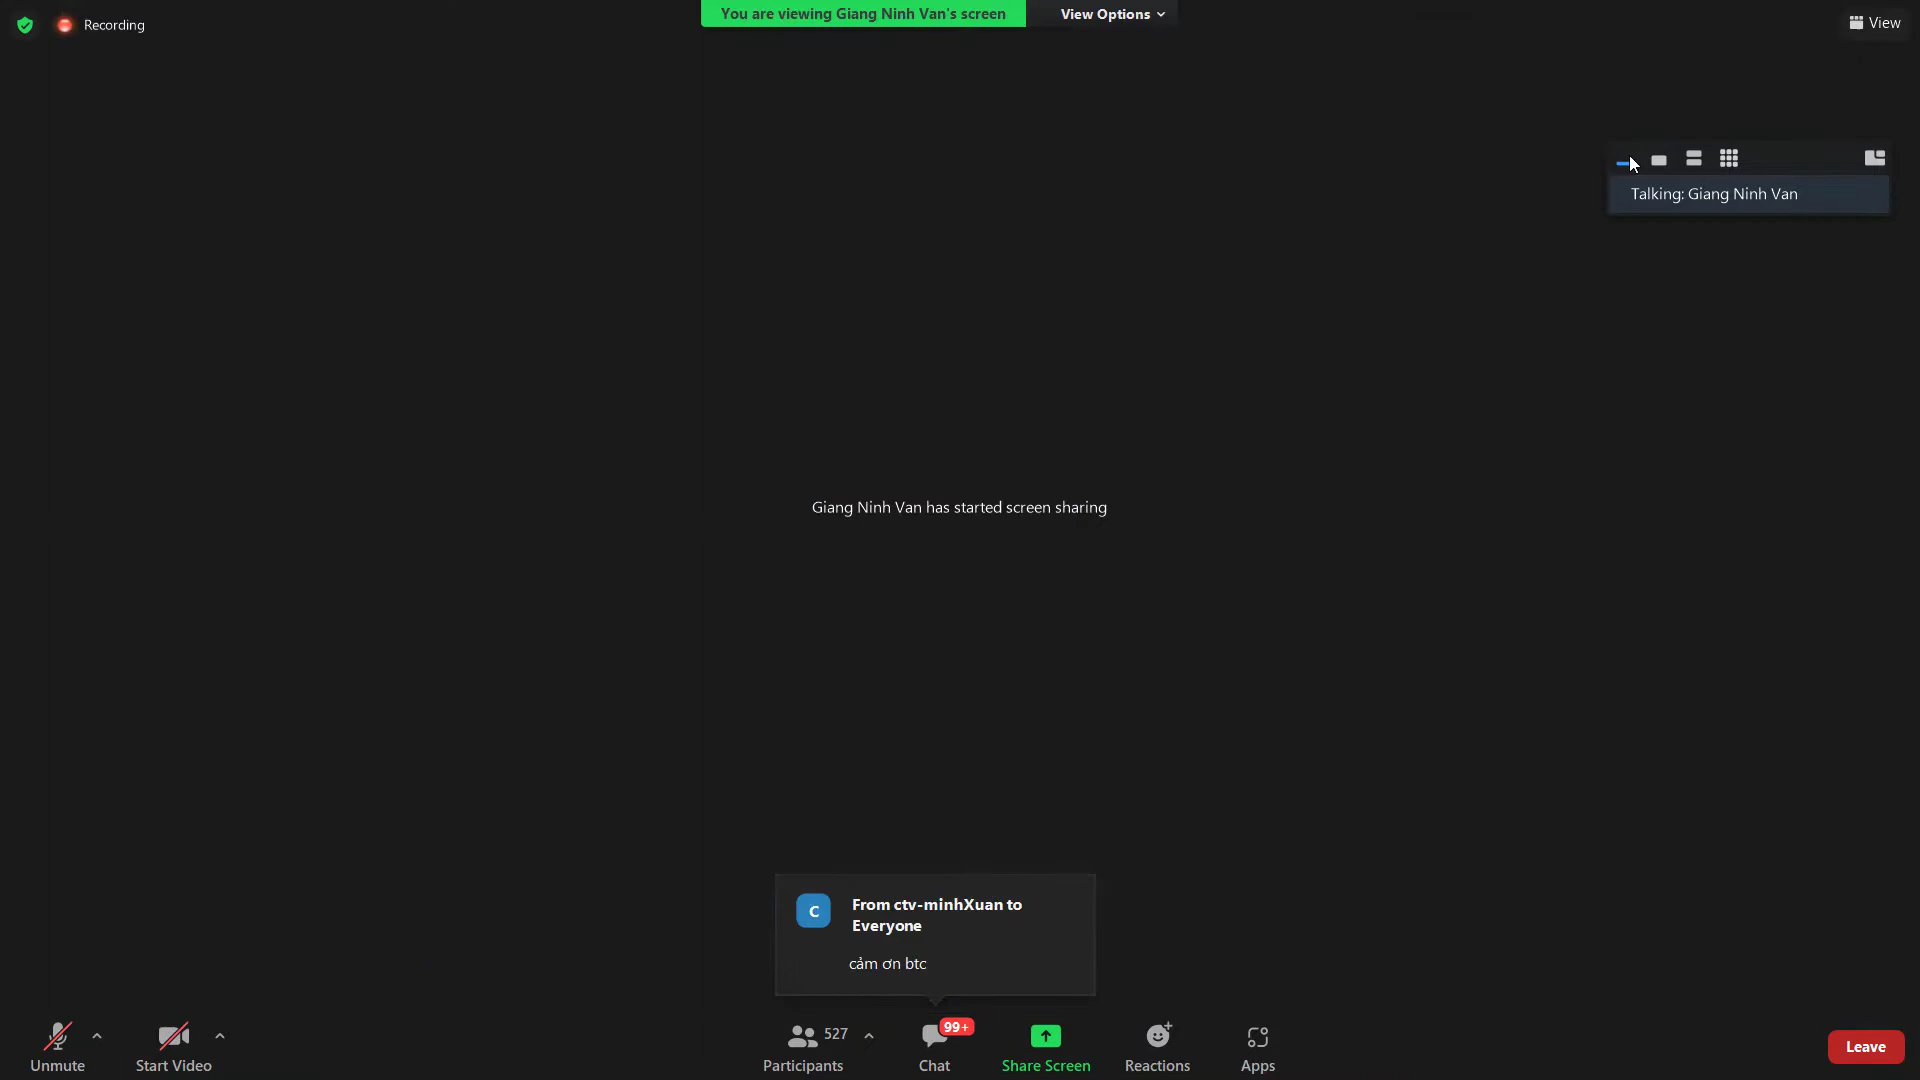 Recording
You are viewing Giang Ninh Van's screen
View Options
View
Talking: Giang Ninh Van
Giang Ninh Van has started screen sharing
C
From ctv-minhXuan to
Everyone
cảm ơn btc
Unmute
Start Video
527
Participants
99+
Chat
Share Screen
Reactions
Apps
Leave